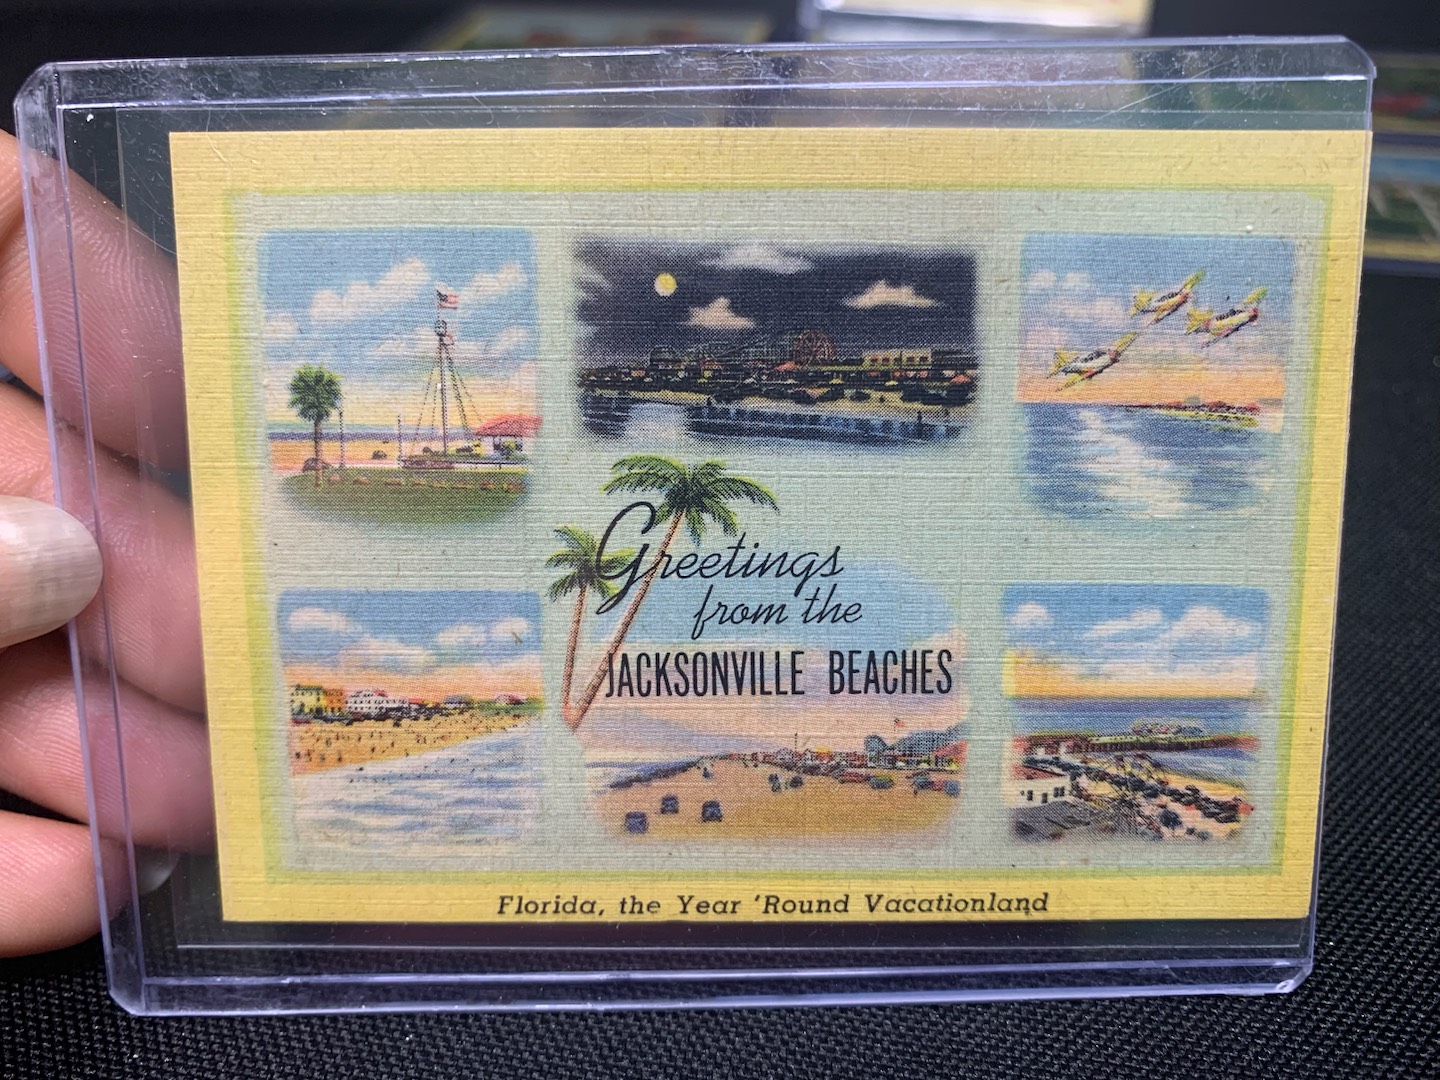 Greetings
from the
JACKSONVILLE BEACHES
Florida, the Year 'Round Vacationland